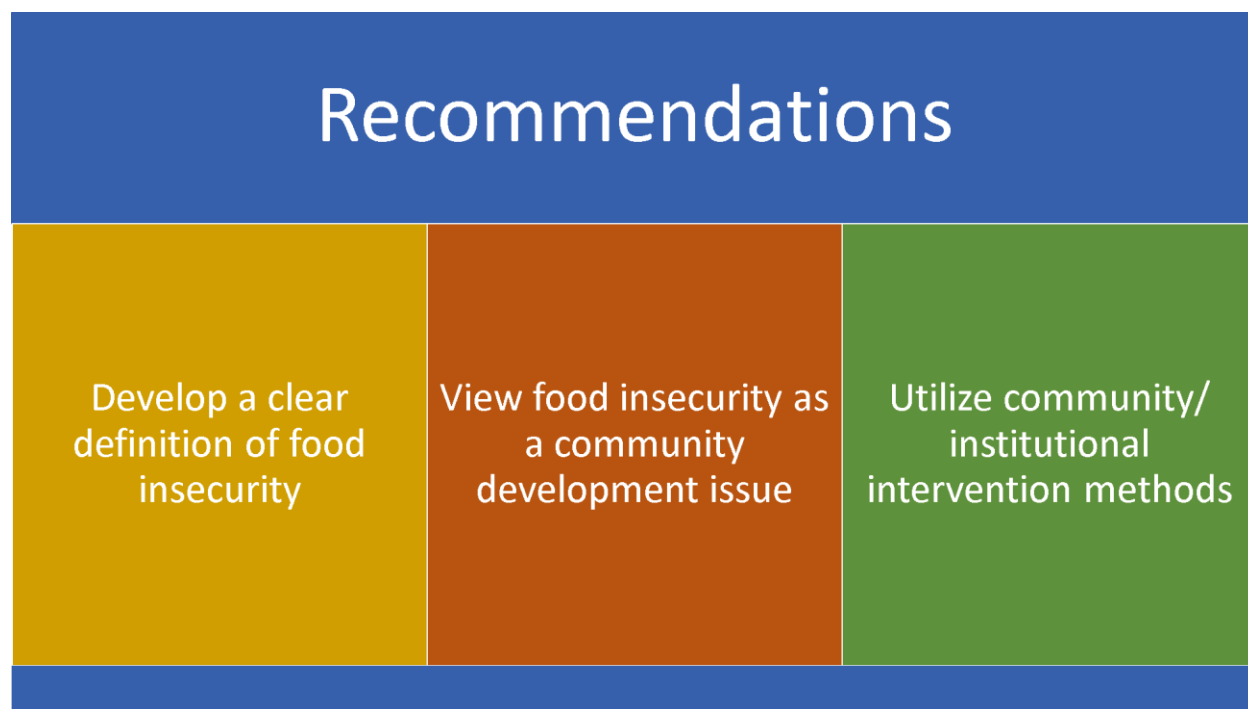 Recommendations
Develop a clear
definition of food
insecurity
View food insecurity as
a community
development issue
Utilize community/
institutional
intervention methods